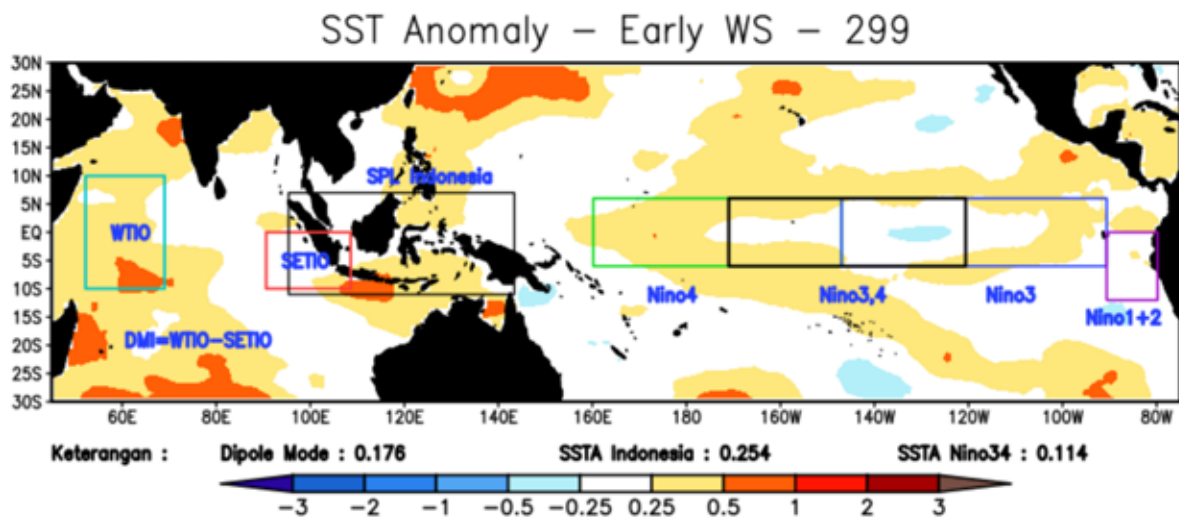 SST Anomaly – Early WS – 299
30N
25N
20N
15N
10N
5N
EQ
5S
10S
15S
20S
25S
30S
SPL Indonesia
WTIO
SETIO
Nino4
Nino3,4
Nino3
Nino1+2
DMI=WTIO-SETIO
60E 80E 100E 120E 140E 160E 180 160W 140W 120W 100W 80W
Keterangan : Dipole Mode : 0.176 SSTA Indonesia : 0.254 SSTA Nino34 : 0.114
-3 -2 -1 -0.5 -0.25 0.25 0.5 1 2 3